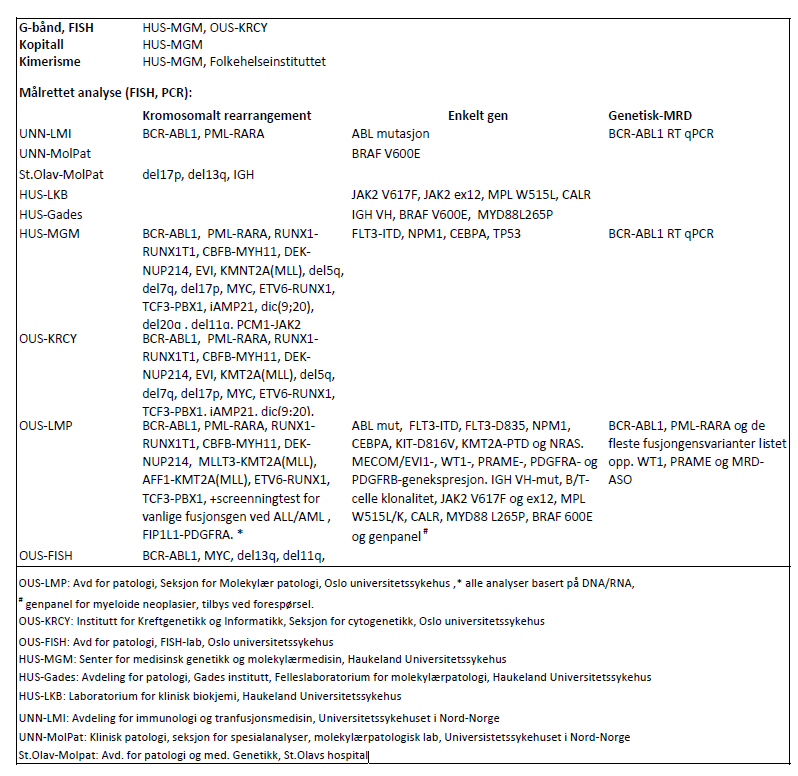 G-bånd, FISH HUS-MGM, OUS-KRCY
Kopitall HUS-MGM
Kimerisme HUS-MGM, Folkehelseinstituttet
Målrettet analyse (FISH, PCR):
Kromosomalt rearrangement Enkelt gen Genetisk-MRD
UNN-LMI BCR-ABL1, PML-RARA ABL mutasjon BCR-ABL1 RT qPCR
UNN-MolPat BRAF V600E
St.Olav-MolPat del17p, del13q, IGH
HUS-LKB JAK2 V617F, JAK2 ex12, MPL W515L, CALR
HUS-Gades IGH VH, BRAF V600E, MYD88L265P
HUS-MGM BCR-ABL1, PML-RARA, RUNX1- FLT3-ITD, NPM1, CEBPA, TP53 BCR-ABL1 RT qPCR
RUNX1T1, CBFB-MYH11, DEK-
NUP214, EVI, KMNT2A(MLL), del5q,
del7q, del17p, MYC, ETV6-RUNX1,
TCF3-PBX1, iAMP21, dic(9;20),
del20q , del11q. PCM1-JAK2
OUS-KRCY BCR-ABL1, PML-RARA, RUNX1-
RUNX1T1, CBFB-MYH11, DEK-
NUP214, EVI, KMT2A(MLL), del5q,
del7q, del17p, MYC, ETV6-RUNX1,
TCF3-PBX1. iAMP21. dic(9:20).
OUS-LMP BCR-ABL1, PML-RARA, RUNX1- ABL mut, FLT3-ITD, FLT3-D835, NPM1, BCR-ABL1, PML-RARA og de
RUNX1T1, CBFB-MYH11, DEK- CEBPA, KIT-D816V, KMT2A-PTD og NRAS. fleste fusjongensvarianter listet
NUP214, MLLT3-KMT2A(MLL), MECOM/EVI1-, WT1-, PRAME-, PDGFRA- og opp. WT1, PRAME og MRD-
AFF1-KMT2A(MLL), ETV6-RUNX1, PDGFRB-genekspresjon. IGH VH-mut, B/T- ASO
TCF3-PBX1, +screenningtest for celle klonalitet, JAK2 V617F og ex12, MPL
vanlige fusjonsgen ved ALL/AML , W515L/K, CALR, MYD88 L265P, BRAF 600E
FIP1L1-PDGFRA. * og genpanel #
OUS-FISH BCR-ABL1, MYC, del13q, del11q,
OUS-LMP: Avd for patologi, Seksjon for Molekylær patologi, Oslo universitetssykehus ,* alle analyser basert på DNA/RNA,
# genpanel for myeloide neoplasier, tilbys ved forespørsel.
OUS-KRCY: Institutt for Kreftgenetikk og Informatikk, Seksjon for cytogenetikk, Oslo universitetssykehus
OUS-FISH: Avd for patologi, FISH-lab, Oslo universitetssykehus
HUS-MGM: Senter for medisinsk genetikk og molekylærmedisin, Haukeland Universitetssykehus
HUS-Gades: Avdeling for patologi, Gades institutt, Felleslaboratorium for molekylærpatologi, Haukeland Universitetssykehus
HUS-LKB: Laboratorium for klinisk biokjemi, Haukeland Universitetssykehus
UNN-LMI: Avdeling for immunologi og tranfusjonsmedisin, Universitetssykehuset i Nord-Norge
UNN-MolPat: Klinisk patologi, seksjon for spesialanalyser, molekylærpatologisk lab, Universistetssykehuset i Nord-Norge
St.Olav-Molpat: Avd. for patologi og med. Genetikk, St.Olavs hospital